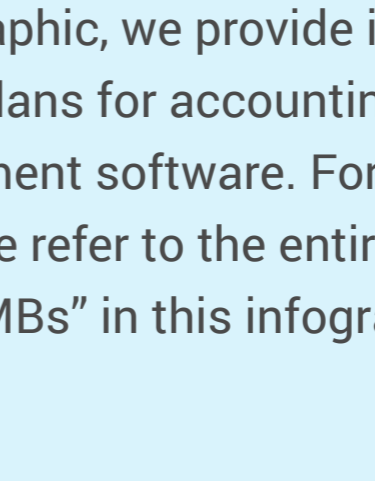 aphic, we provide i
lans for accountin
nent software. For
e refer to the entir
MBs” in this infogra